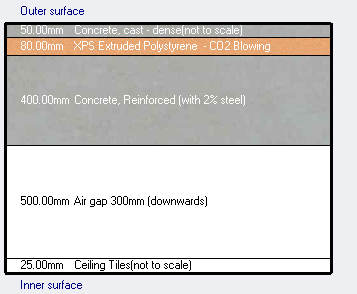 Outer surface
50.00mm Concrete, cast - dense(not to scale)
80.00mm XPS Extruded Polystyrene - CO2 Blowing
400.00mm Concrete, Reinforced (with 2% steel)
500.00mm Air gap 300mm (downwards)
25.00mm Ceiling Tiles(not to scale)
Inner surface